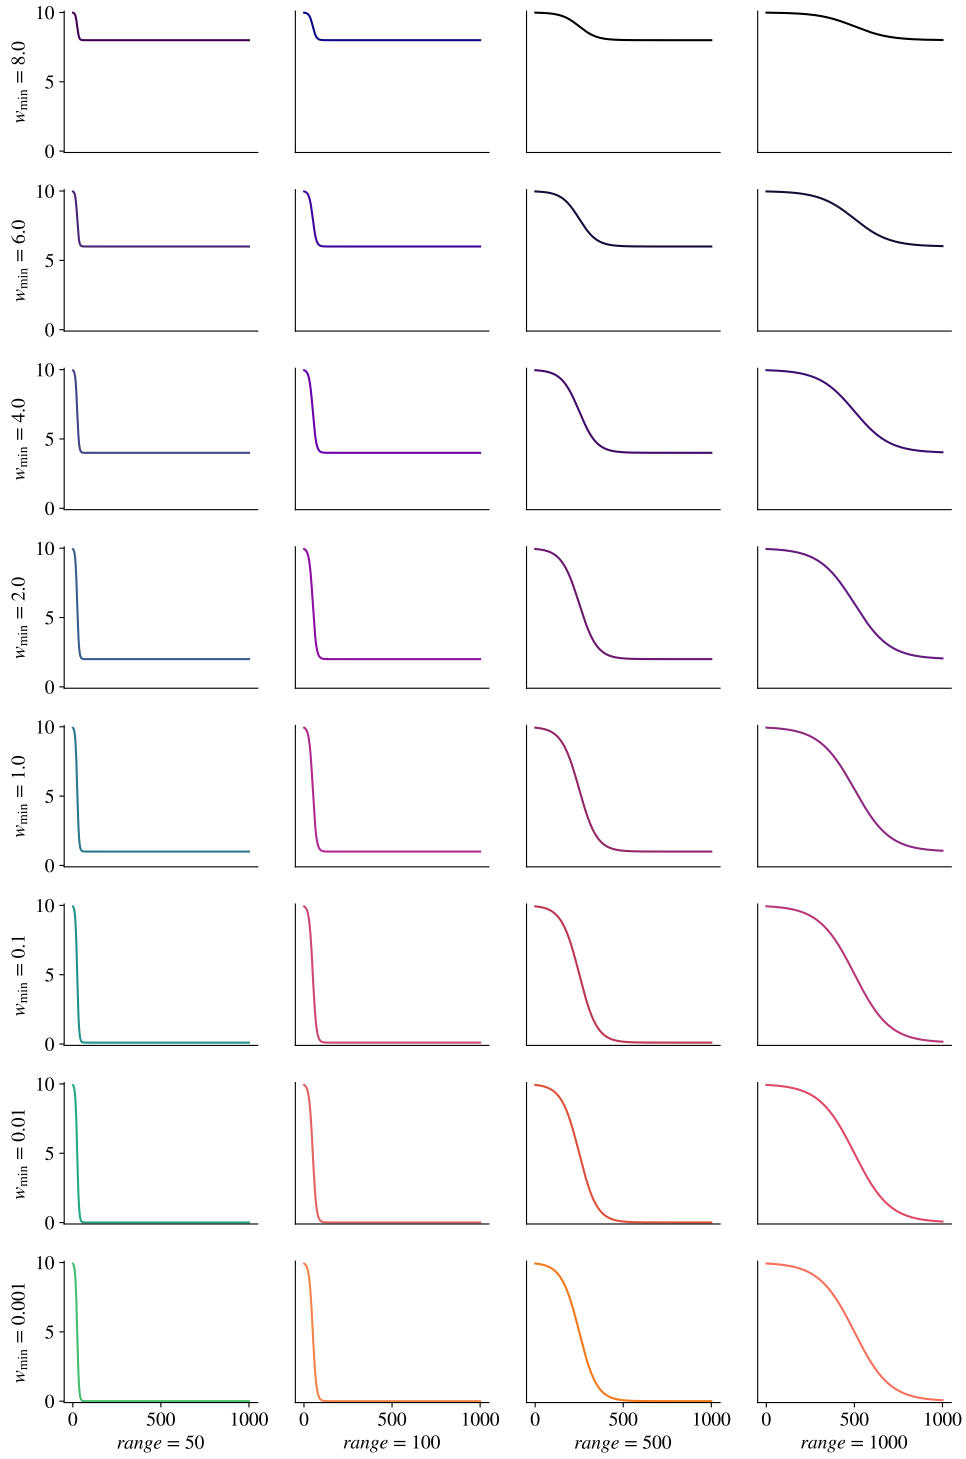 10
5
0
w_min = 8.0
10
5
0
w_min = 6.0
10
5
0
w_min = 4.0
10
5
0
w_min = 2.0
10
5
0
w_min = 1.0
10
5
0
w_min = 0.1
10
5
0
w_min = 0.01
10
5
0
w_min = 0.001
0 500 1000 0 500 1000 0 500 1000 0 500 1000
range = 50 range = 100 range = 500 range = 1000